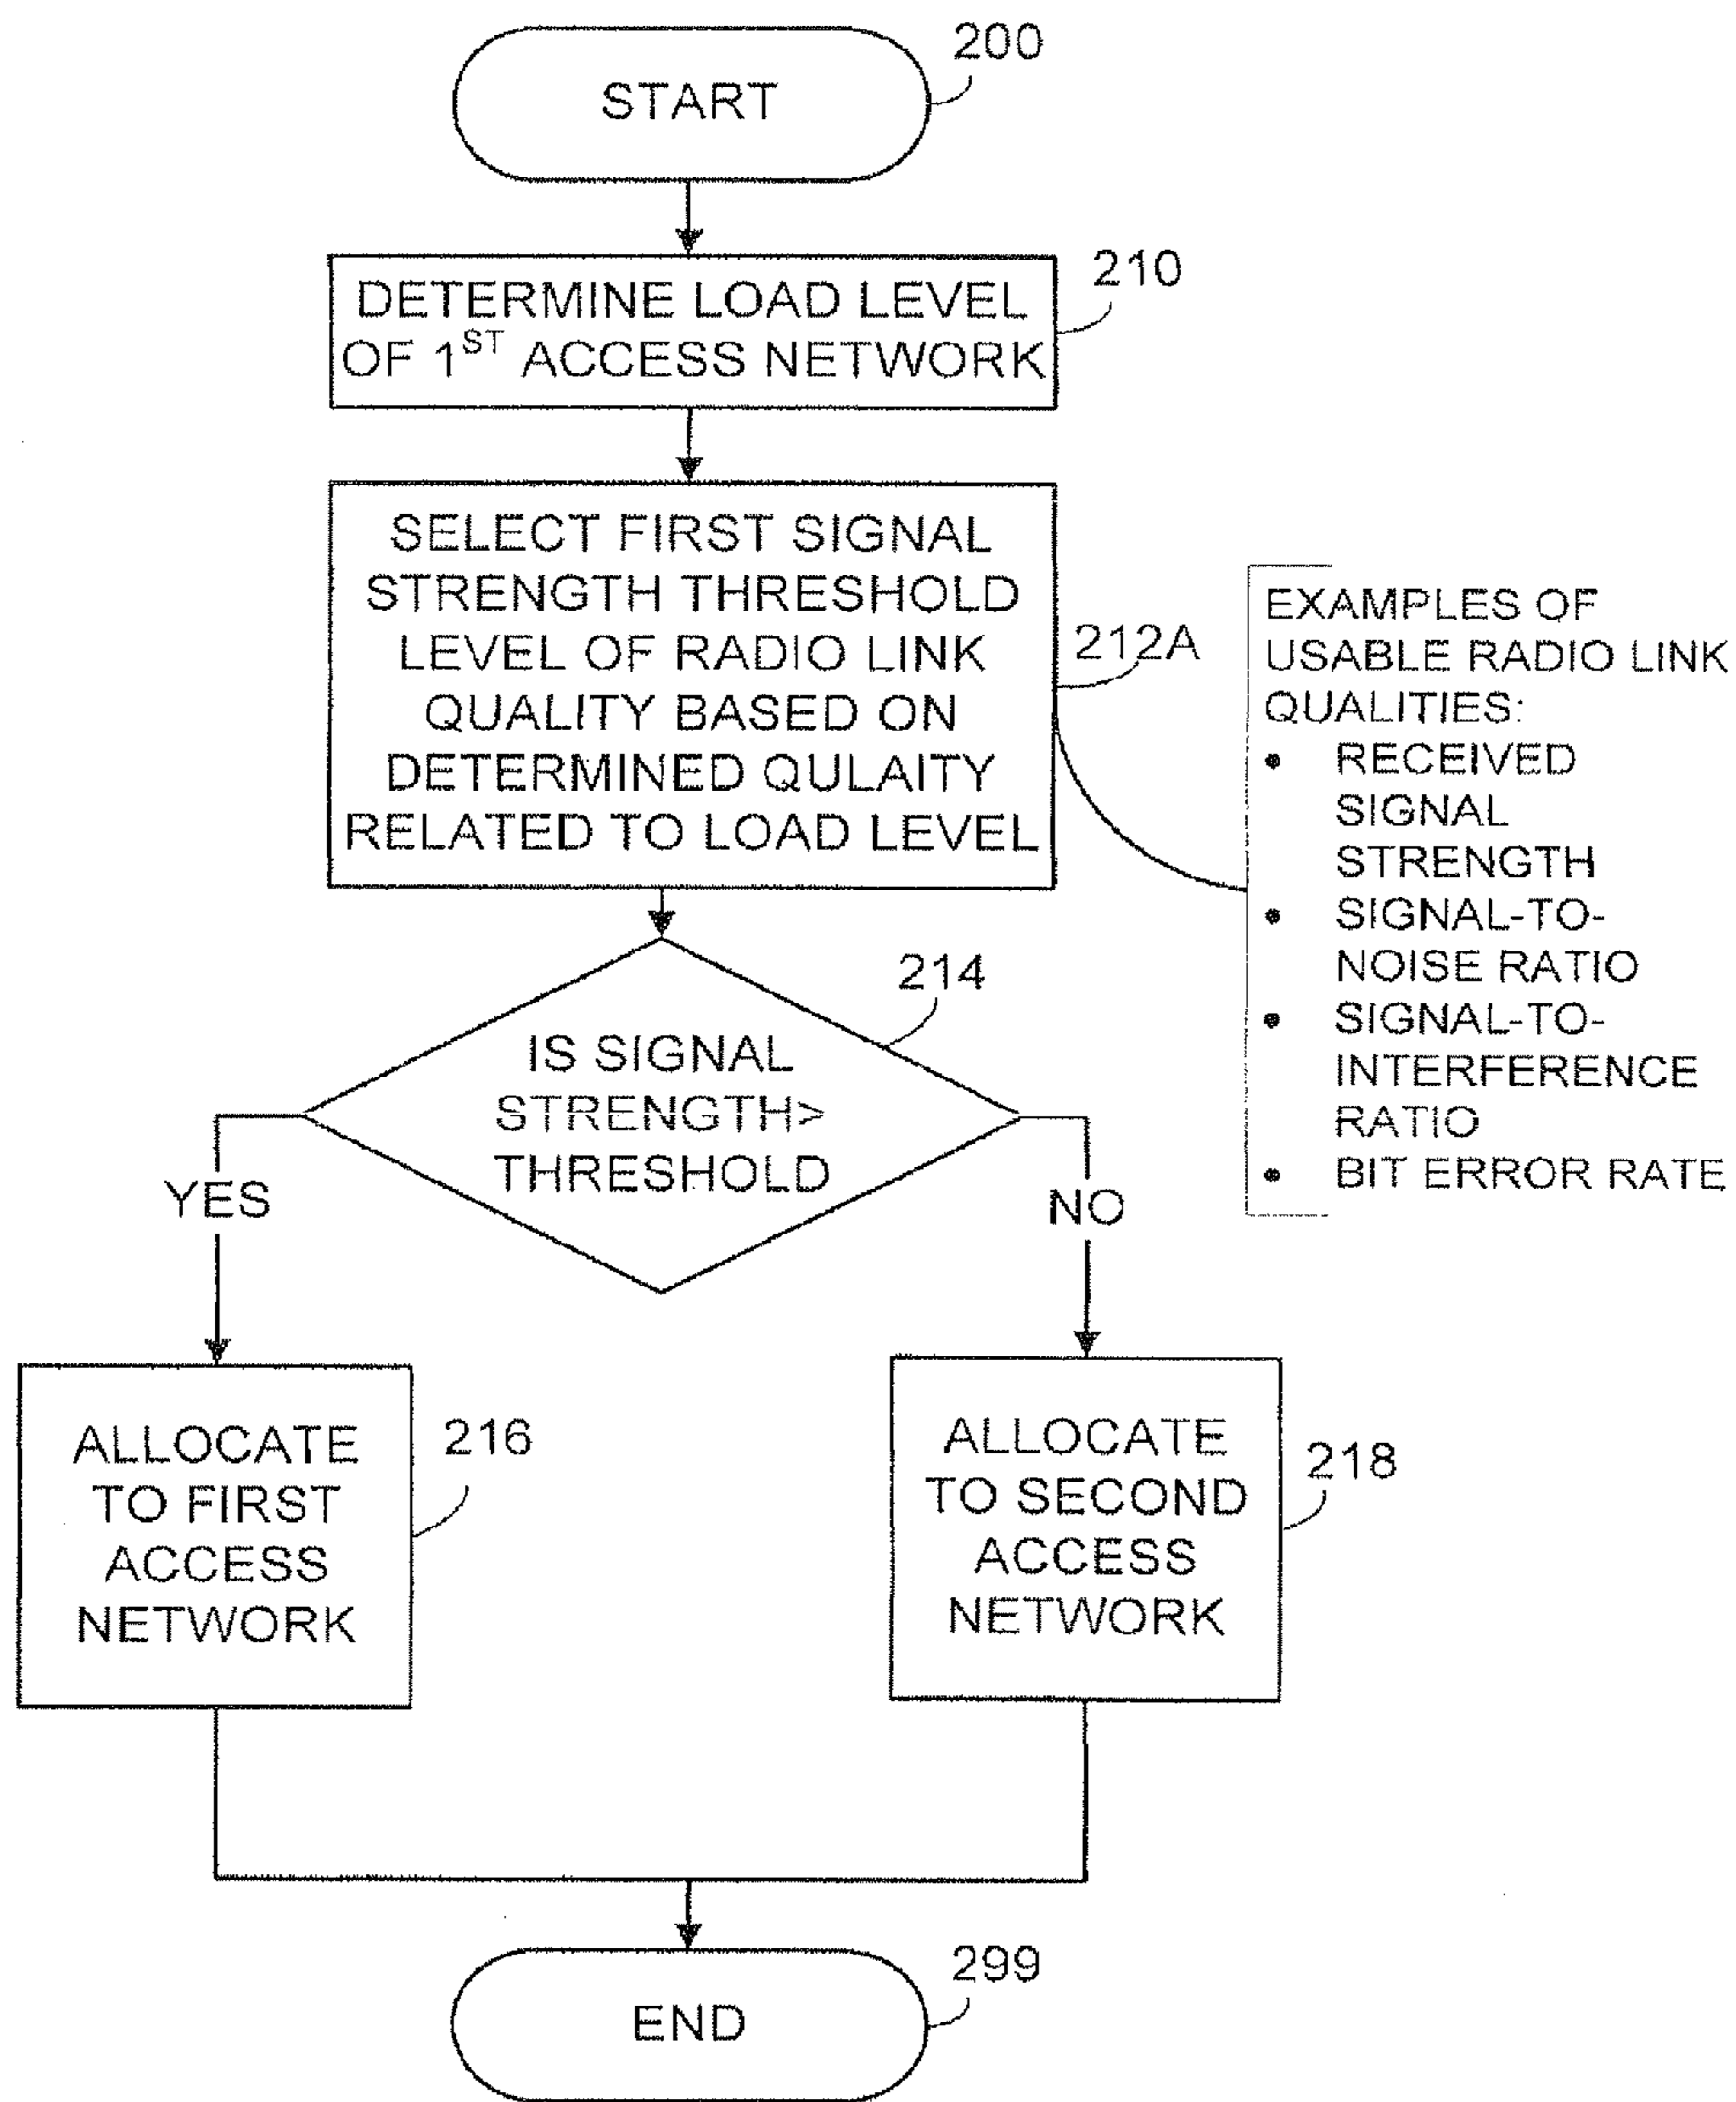 START
200
DETERMINE LOAD LEVEL
OF 1ST ACCESS NETWORK
210
SELECT FIRST SIGNAL
STRENGTH THRESHOLD
LEVEL OF RADIO LINK
QUALITY BASED ON
DETERMINED QULAITY
RELATED TO LOAD LEVEL
212A
EXAMPLES OF
USABLE RADIO LINK
QUALITIES:
• RECEIVED
SIGNAL
STRENGTH
• SIGNAL-TO-
NOISE RATIO
• SIGNAL-TO-
INTERFERENCE
RATIO
• BIT ERROR RATE
214
IS SIGNAL
STRENGTH>
THRESHOLD
YES
NO
ALLOCATE
TO FIRST
ACCESS
NETWORK
216
ALLOCATE
TO SECOND
ACCESS
NETWORK
218
END
299